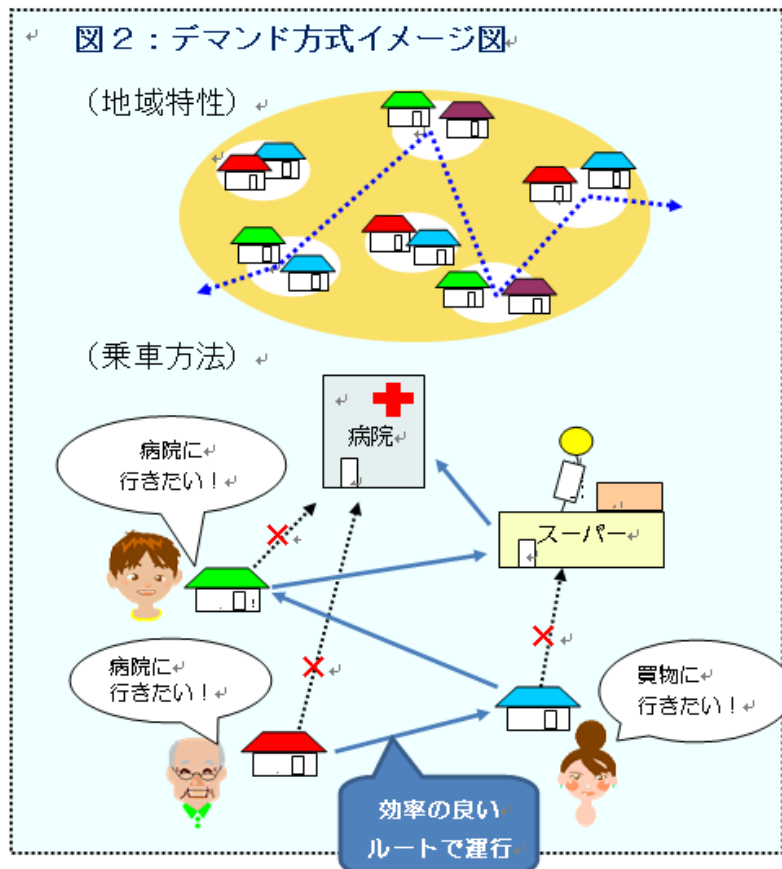 図２：デマンド方式イメージ図
（地域特性）
（乗車方法）
病院
病院に
行きたい！
スーパー
病院に
行きたい！
買物に
行きたい！
効率の良い
ルートで運行